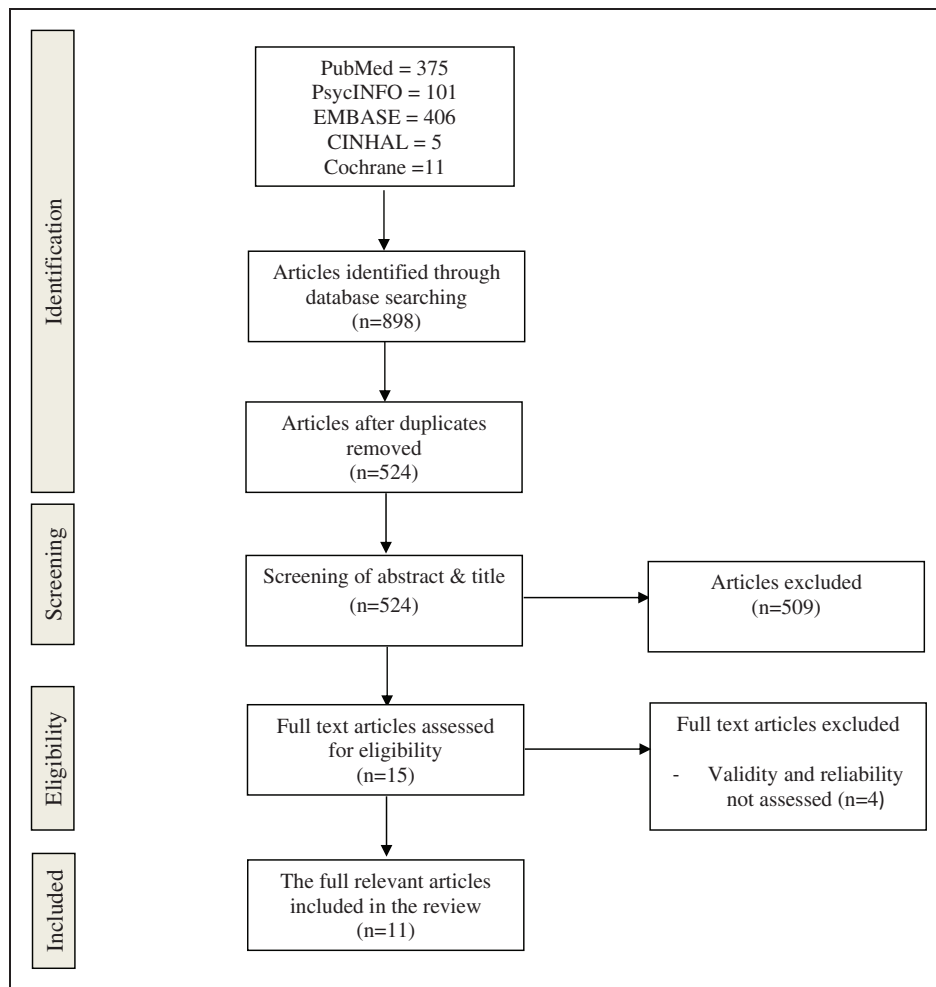 Identification
PubMed = 375
PsycINFO = 101
EMBASE = 406
CINHAL = 5
Cochrane =11
Articles identified through
database searching
(n=898)
Articles after duplicates
removed
(n=524)
Screening
Screening of abstract & title
(n=524)
Articles excluded
(n=509)
Eligibility
Full text articles assessed
for eligibility
(n=15)
Full text articles excluded
- Validity and reliability
not assessed (n=4)
Included
The full relevant articles
included in the review
(n=11)